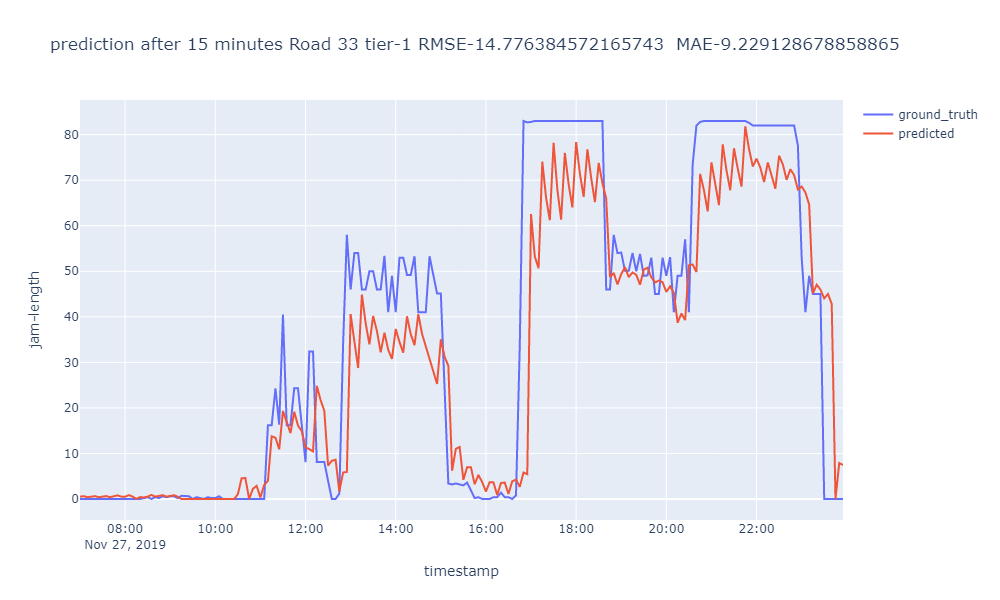 prediction after 15 minutes Road 33 tier-1 RMSE-14.776384572165743  MAE-9.229128678858865
ground_truth
predicted
80
70
60
50
40
30
20
10
0
jam-length
08:00 10:00 12:00 14:00 16:00 18:00 20:00 22:00
Nov 27, 2019
timestamp